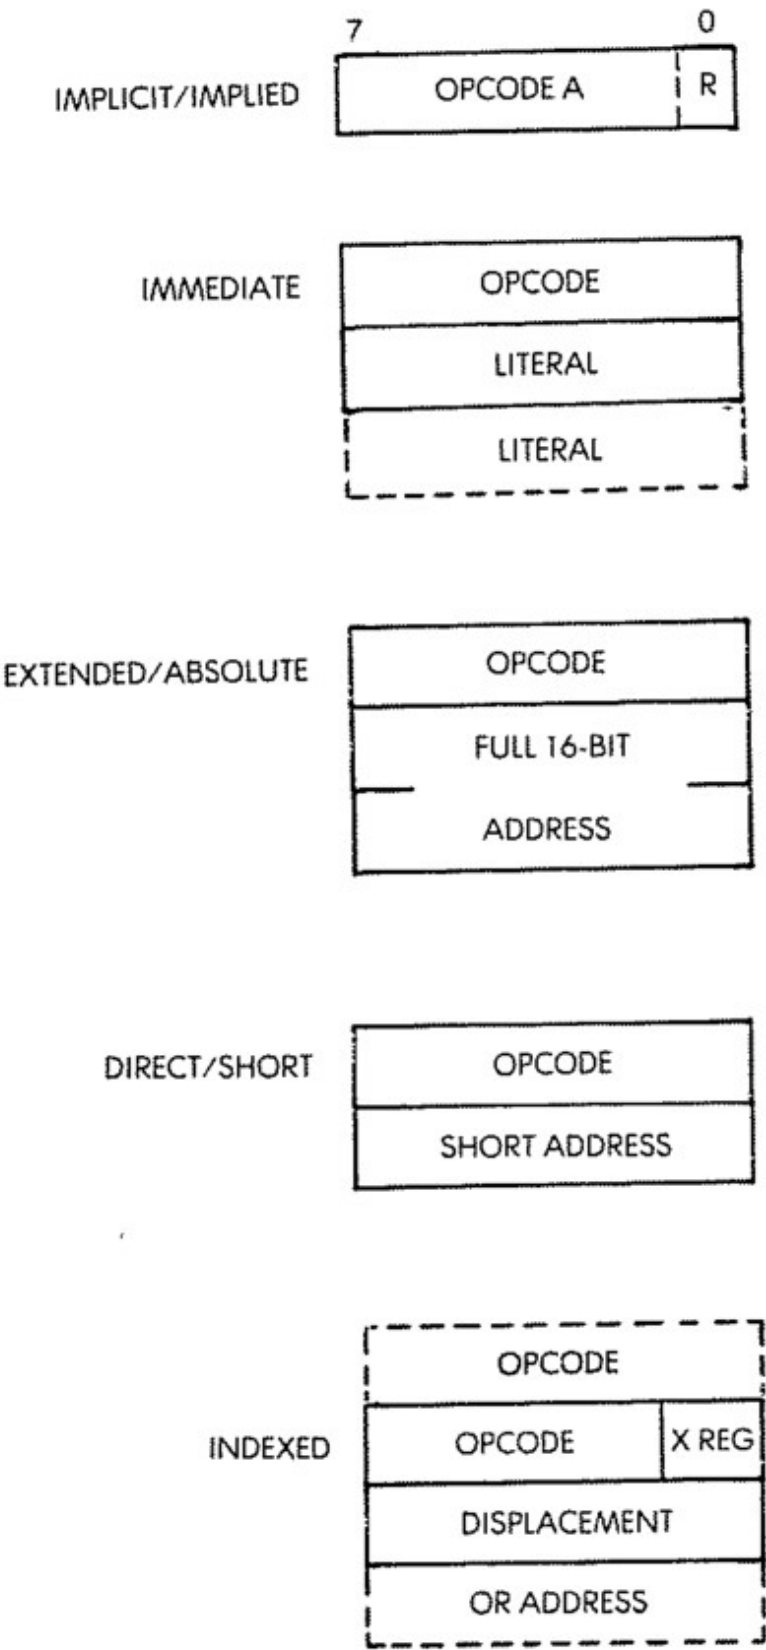 7 0
IMPLICIT/IMPLIED OPCODE A R
IMMEDIATE OPCODE
LITERAL
LITERAL
EXTENDED/ABSOLUTE OPCODE
FULL 16-BIT
ADDRESS
DIRECT/SHORT OPCODE
SHORT ADDRESS
OPCODE
INDEXED OPCODE X REG
DISPLACEMENT
OR ADDRESS